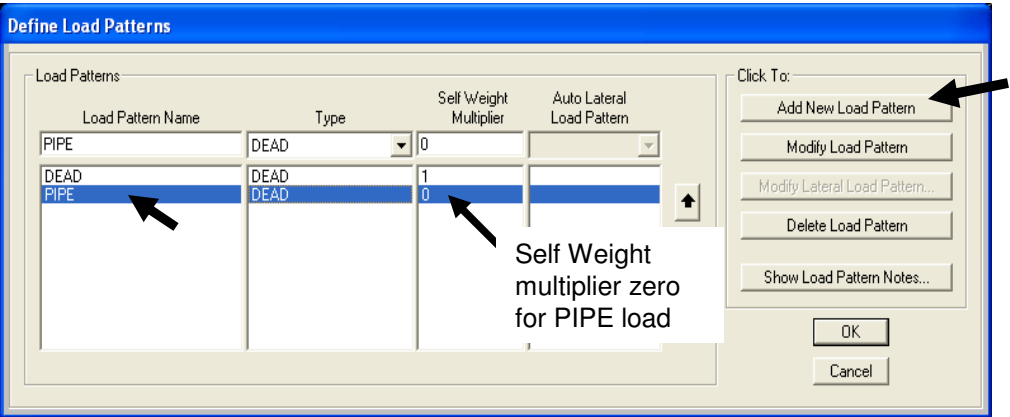 Define Load Patterns
Load Patterns
Click To:
Load Pattern Name
Type
Self Weight
Multiplier
Auto Lateral
Load Pattern
PIPE
DEAD
0
DEAD
DEAD
1
PIPE
DEAD
0
Add New Load Pattern
Modify Load Pattern
Modify Lateral Load Pattern...
Delete Load Pattern
Show Load Pattern Notes...
Self Weight
multiplier zero
for PIPE load
OK
Cancel